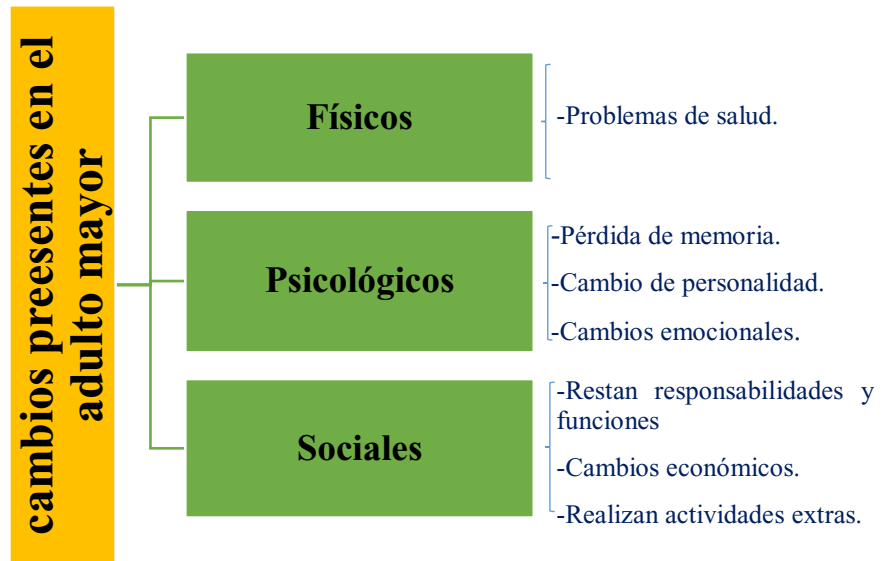 cambios preesentes en el
adulto mayor
Físicos
-Problemas de salud.
Psicológicos
-Pérdida de memoria.
-Cambio de personalidad.
-Cambios emocionales.
Sociales
-Restan responsabilidades y
funciones
-Cambios económicos.
-Realizan actividades extras.